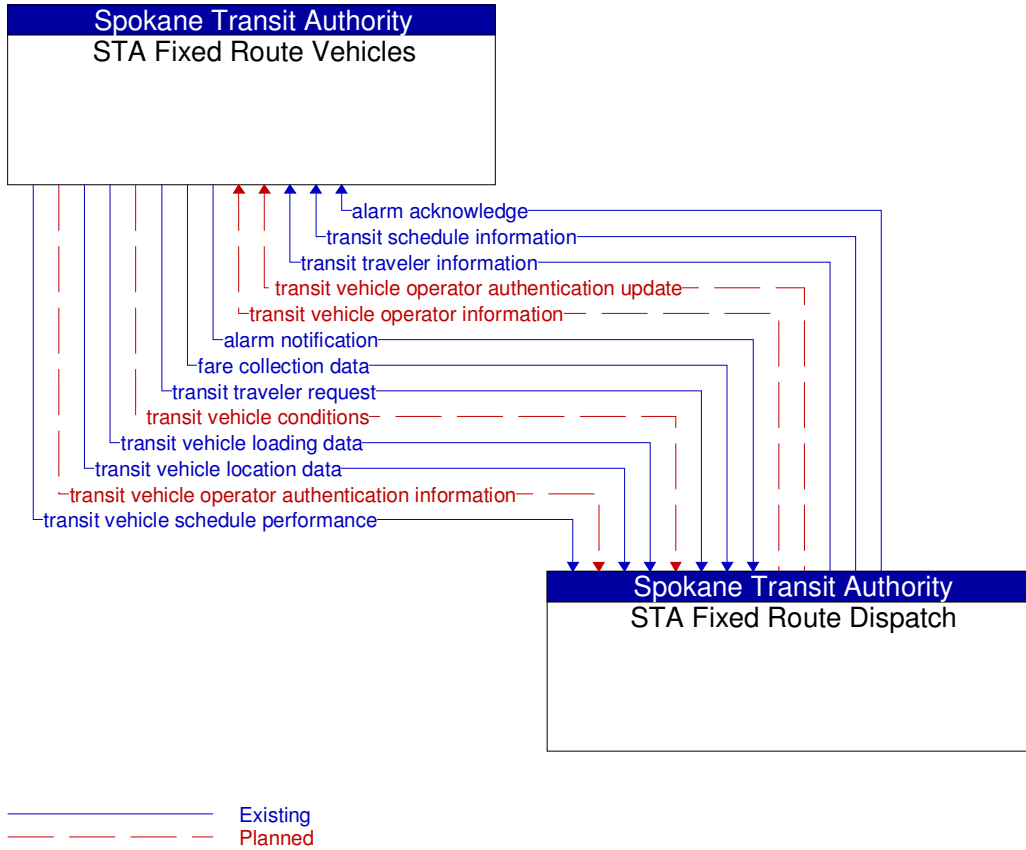 Spokane Transit Authority
STA Fixed Route Vehicles
alarm acknowledge
transit schedule information
transit traveler information
transit vehicle operator authentication update
transit vehicle operator information
alarm notification
fare collection data
transit traveler request
transit vehicle conditions
transit vehicle loading data
transit vehicle location data
transit vehicle operator authentication information
transit vehicle schedule performance
Spokane Transit Authority
STA Fixed Route Dispatch
Existing
Planned